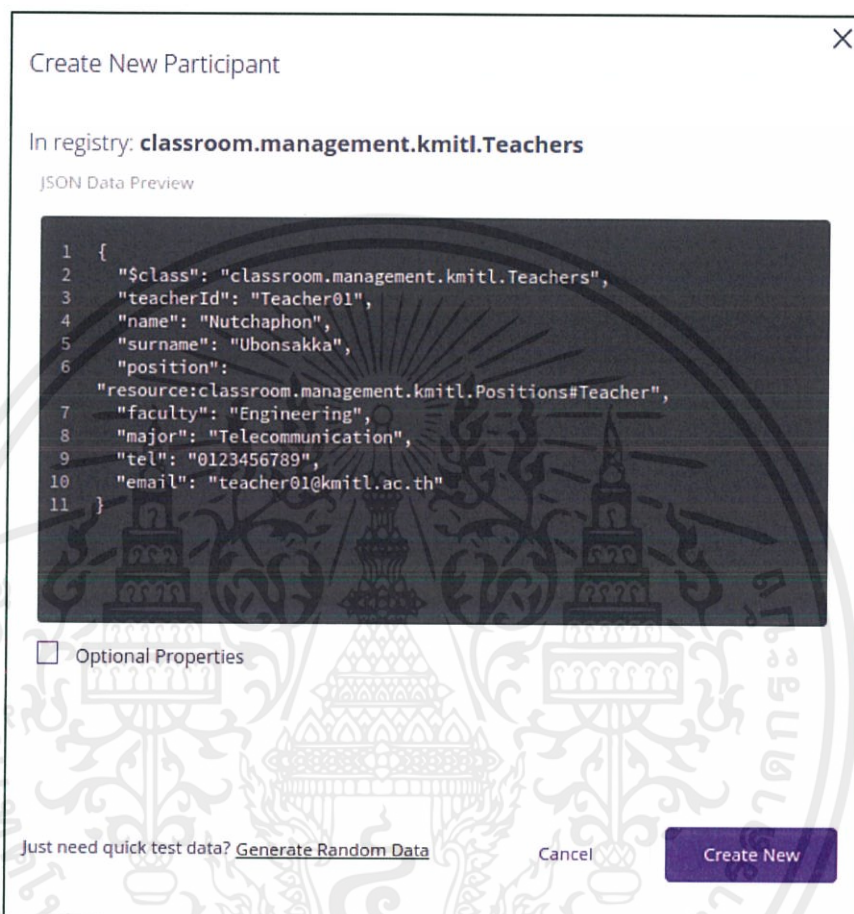 Create New Participant
In registry: classroom.management.kmitl.Teachers
JSON Data Preview
1 {
2 "$class": "classroom.management.kmitl.Teachers",
3 "teacherId": "Teacher01",
4 "name": "Nutchaphon",
5 "surname": "Ubonsakka",
6 "position":
"resource:classroom.management.kmitl.Positions#Teacher",
7 "faculty": "Engineering",
8 "major": "Telecommunication",
9 "tel": "0123456789",
10 "email": "teacher01@kmitl.ac.th"
11 }
Optional Properties
Just need quick test data? Generate Random Data
Cancel
Create New